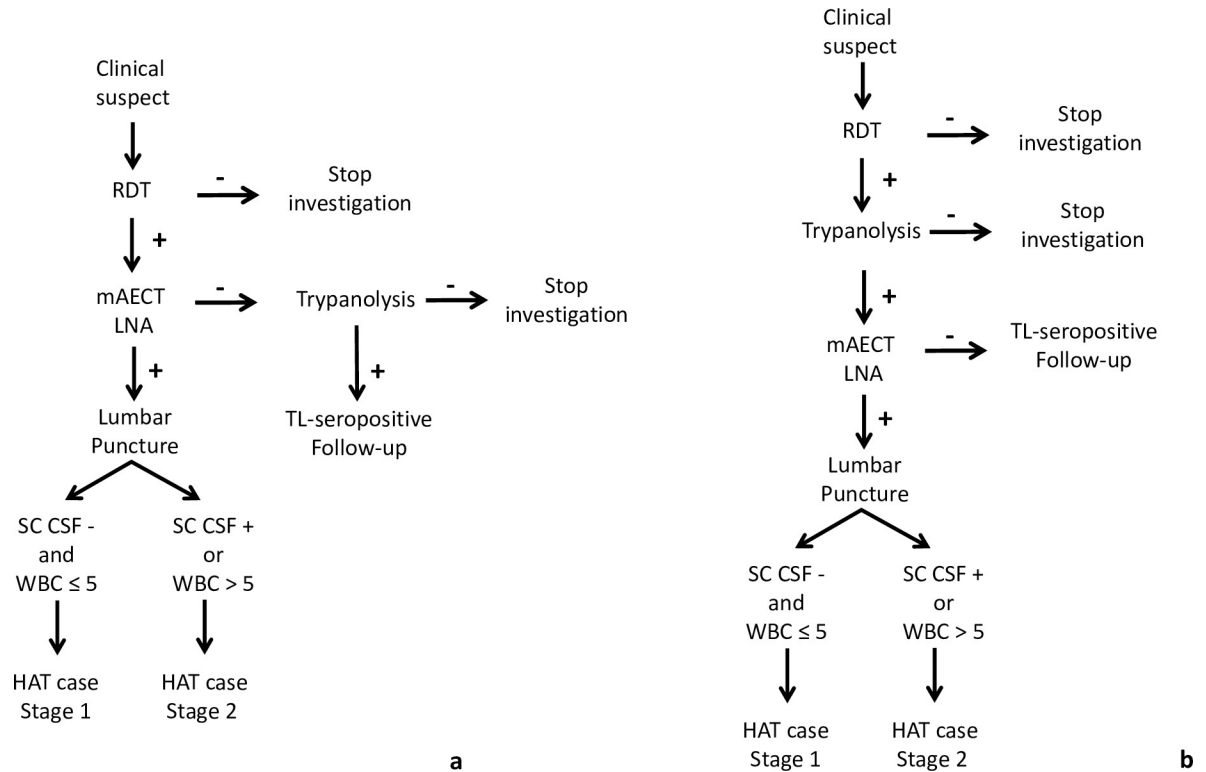 Clinical
suspect
RDT
-
Stop
investigation
+
mAECT
LNA
-
Trypanolysis
-
Stop
investigation
+
+
Lumbar
Puncture
TL-seropositive
Follow-up
SC CSF -
and
WBC ≤ 5
SC CSF +
or
WBC > 5
HAT case
Stage 1
HAT case
Stage 2
a
Clinical
suspect
RDT
-
Stop
investigation
+
Trypanolysis
-
Stop
investigation
+
mAECT
LNA
-
TL-seropositive
Follow-up
+
Lumbar
Puncture
SC CSF -
and
WBC ≤ 5
SC CSF +
or
WBC > 5
HAT case
Stage 1
HAT case
Stage 2
b